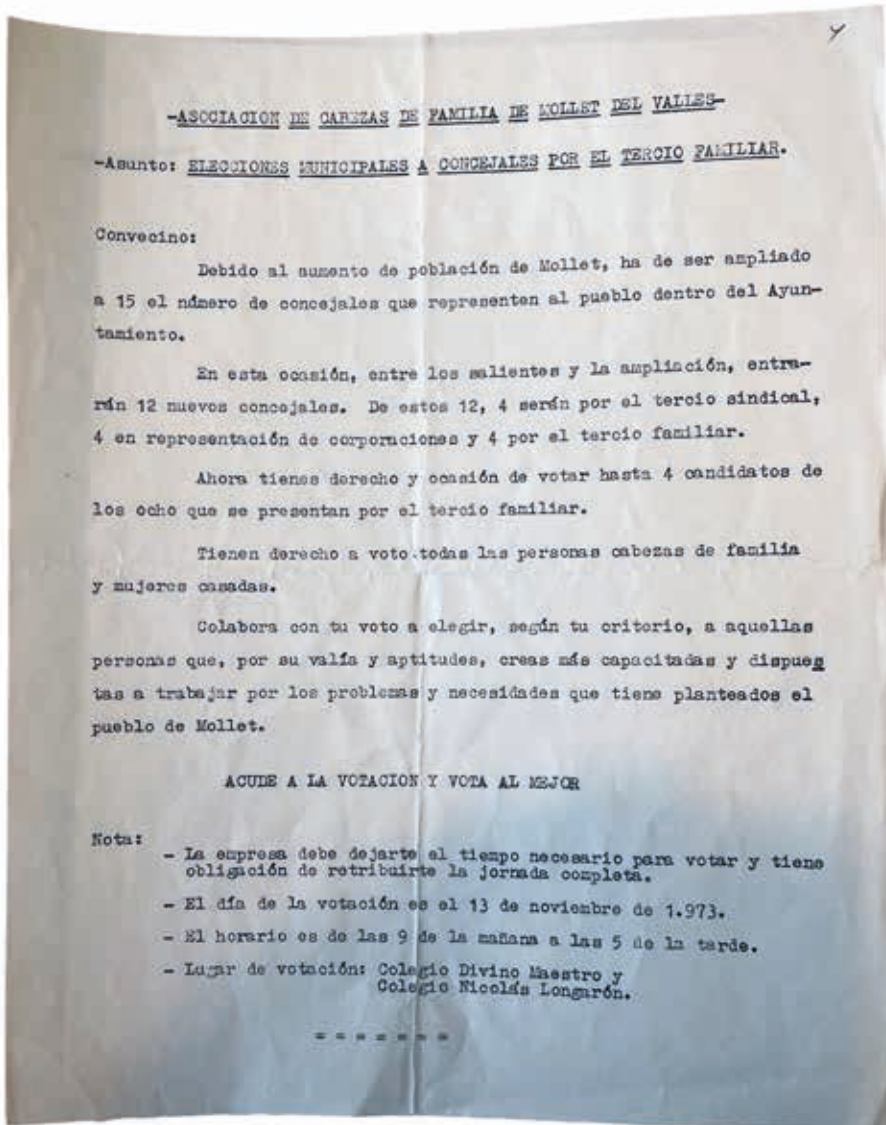 -ASOCIACION DE CABEZAS DE FAMILIA DE MOLLET DEL VALLES-
-Asunto: ELECCIONES MUNICIPALES A CONCEJALES POR EL TERCIO FAMILIAR.
Convecino:
Debido al aumento de población de Mollet, ha de ser ampliado
a 15 el número de concejales que representen al pueblo dentro del Ayun-
tamiento.
En esta ocasión, entre los salientes y la ampliación, entra-
rán 12 nuevos concejales. De estos 12, 4 serán por el tercio sindical,
4 en representación de corporaciones y 4 por el tercio familiar.
Ahora tienes derecho y ocasión de votar hasta 4 candidatos de
los ocho que se presentan por el tercio familiar.
Tienen derecho a voto todas las personas cabezas de familia
y mujeres casadas.
Colabora con tu voto a elegir, según tu criterio, a aquellas
personas que, por su valía y aptitudes, creas más capacitadas y dispues
tas a trabajar por los problemas y necesidades que tiene planteados el
pueblo de Mollet.
ACUDE A LA VOTACION Y VOTA AL MEJOR
Nota:
- La empresa debe dejarte el tiempo necesario para votar y tiene
obligación de retribuirte la jornada completa.
- El día de la votación es el 13 de noviembre de 1.973.
- El horario es de las 9 de la mañana a las 5 de la tarde.
- Lugar de votación: Colegio Divino Maestro y
Colegio Nicolás Longarón.
= = = = = = =